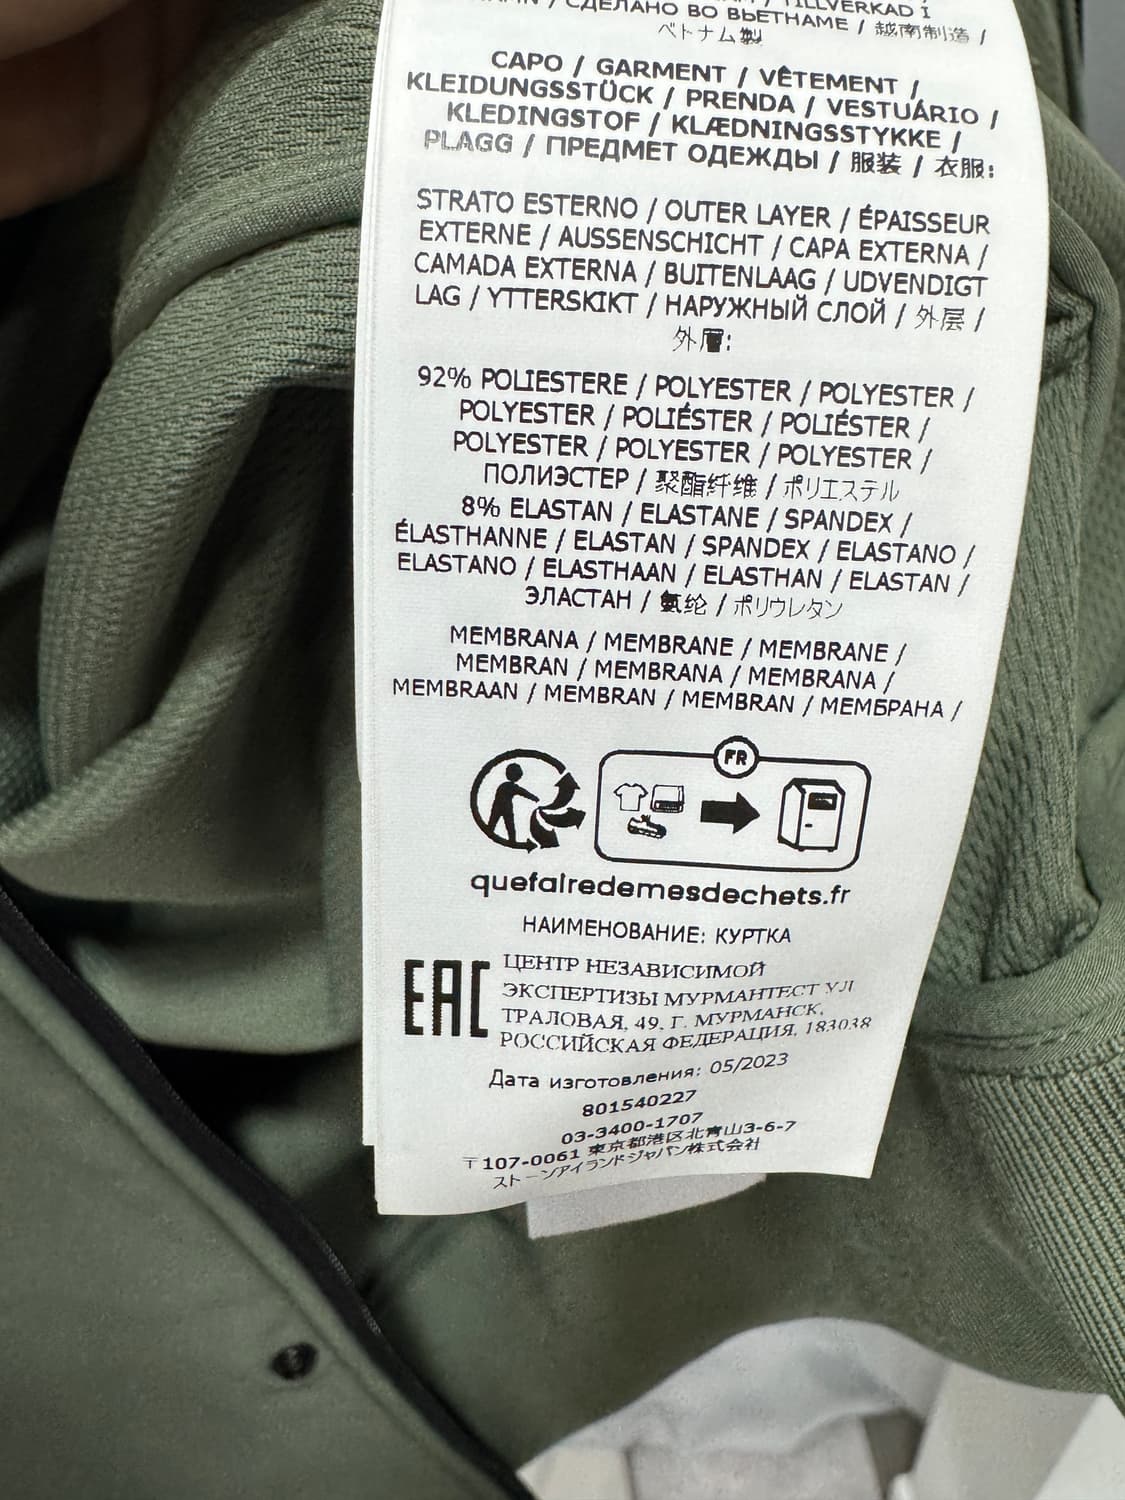 TILLVERKAD I
СДЕЛАНО ВО ВЬЕТНАМЕ / 越南制造 /
ベトナム製
CAPO / GARMENT / VÊTEMENT /
KLEIDUNGSSTÜCK / PRENDA / VESTUÁRIO /
KLEDINGSTOF / KLÆDNINGSSTYKKE /
PLAGG / ПРЕДМЕТ ОДЕЖДЫ / 服装 / 衣服:
STRATO ESTERNO / OUTER LAYER / ÉPAISSEUR
EXTERNE / AUSSENSCHICHT / CAPA EXTERNA /
CAMADA EXTERNA / BUITENLAAG / UDVENDIGT
LAG / YTTERSKIKT / НАРУЖНЫЙ СЛОЙ / 外层 /
外層:
92% POLIESTERE / POLYESTER / POLYESTER /
POLYESTER / POLIÉSTER / POLIÉSTER /
POLYESTER / POLYESTER / POLYESTER /
ПОЛИЭСТЕР / 聚酯纤维 / ポリエステル
8% ELASTAN / ELASTANE / SPANDEX /
ÉLASTHANNE / ELASTAN / SPANDEX / ELASTANO /
ELASTANO / ELASTHAAN / ELASTHAN / ELASTAN /
ЭЛАСТАН / 氨纶 / ポリウレタン
MEMBRANA / MEMBRANE / MEMBRANE /
MEMBRAN / MEMBRANA / MEMBRANA /
MEMBRAAN / MEMBRAN / MEMBRAN / МЕМБРАНА /
FR
quefairedemesdechets.fr
НАИМЕНОВАНИЕ: КУРТКА
EAC
ЦЕНТР НЕЗАВИСИМОЙ
ЭКСПЕРТИЗЫ МУРМАНТЕСТ УЛ
ТРАЛОВАЯ, 49, Г. МУРМАНСК,
РОССИЙСКАЯ ФЕДЕРАЦИЯ, 183038
Дата изготовления: 05/2023
801540227
03-3400-1707
〒107-0061 東京都港区北青山3-6-7
ストーンアイランドジャパン株式会社